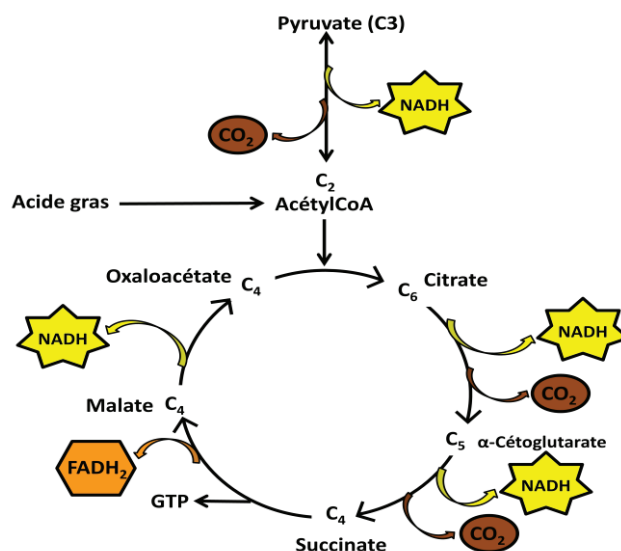 Pyruvate (C3)
NADH
CO₂
C₂
Acide gras
AcétylCoA
Oxaloacétate C₄
C₆ Citrate
NADH
NADH
CO₂
Malate C₄
C₅ α-Cétoglutarate
FADH₂
NADH
GTP
C₄
CO₂
Succinate